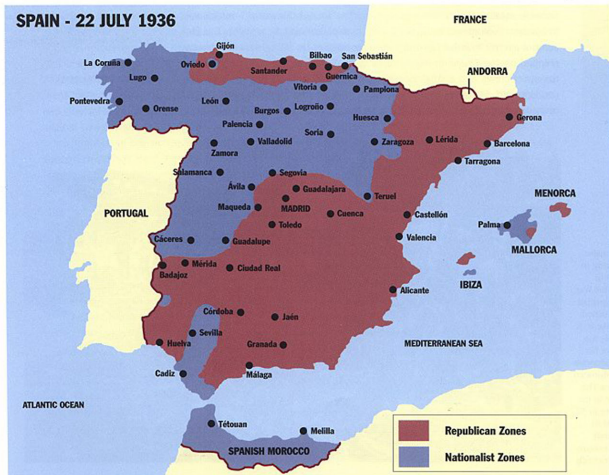 SPAIN - 22 JULY 1936
FRANCE
Gijón
Bilbao
San Sebastián
La Coruña
Oviedo
Santander
Guernica
ANDORRA
Lugo
Vitoria
Pamplona
Pontevedra
Orense
León
Burgos
Logroño
Huesca
Gerona
Palencia
Soria
Lérida
Barcelona
Zamora
Valladolid
Zaragoza
Tarragona
Salamanca
Segovia
Ávila
Guadalajara
Teruel
MENORCA
PORTUGAL
Maqueda
MADRID
Cuenca
Castellón
Palma
Toledo
Valencia
MALLORCA
Cáceres
Guadalupe
Badajoz
Mérida
Ciudad Real
IBIZA
Alicante
Córdoba
Jaén
Sevilla
Huelva
Granada
MEDITERRANEAN SEA
Cadiz
Málaga
ATLANTIC OCEAN
Tétouan
Melilla
SPANISH MOROCCO
Republican Zones
Nationalist Zones